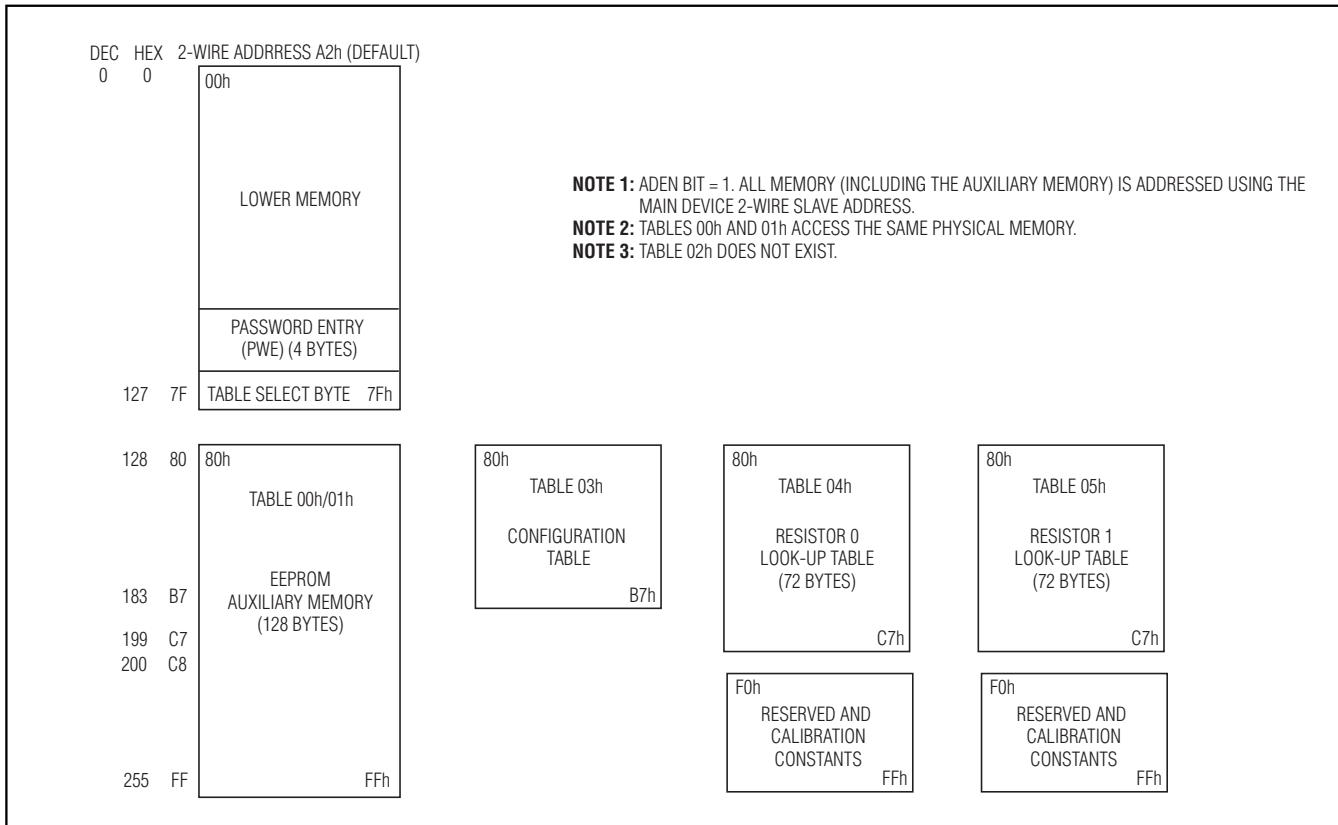 DEC HEX 2-WIRE ADDRRESS A2h (DEFAULT)
0 0
00h
LOWER MEMORY
PASSWORD ENTRY
(PWE) (4 BYTES)
127 7F TABLE SELECT BYTE 7Fh
NOTE 1: ADEN BIT = 1. ALL MEMORY (INCLUDING THE AUXILIARY MEMORY) IS ADDRESSED USING THE
MAIN DEVICE 2-WIRE SLAVE ADDRESS.
NOTE 2: TABLES 00h AND 01h ACCESS THE SAME PHYSICAL MEMORY.
NOTE 3: TABLE 02h DOES NOT EXIST.
128 80
80h
TABLE 00h/01h
EEPROM
AUXILIARY MEMORY
(128 BYTES)
183 B7
199 C7
200 C8
255 FF
FFh
80h
TABLE 03h
CONFIGURATION
TABLE
B7h
80h
TABLE 04h
RESISTOR 0
LOOK-UP TABLE
(72 BYTES)
C7h
F0h
RESERVED AND
CALIBRATION
CONSTANTS
FFh
80h
TABLE 05h
RESISTOR 1
LOOK-UP TABLE
(72 BYTES)
C7h
F0h
RESERVED AND
CALIBRATION
CONSTANTS
FFh